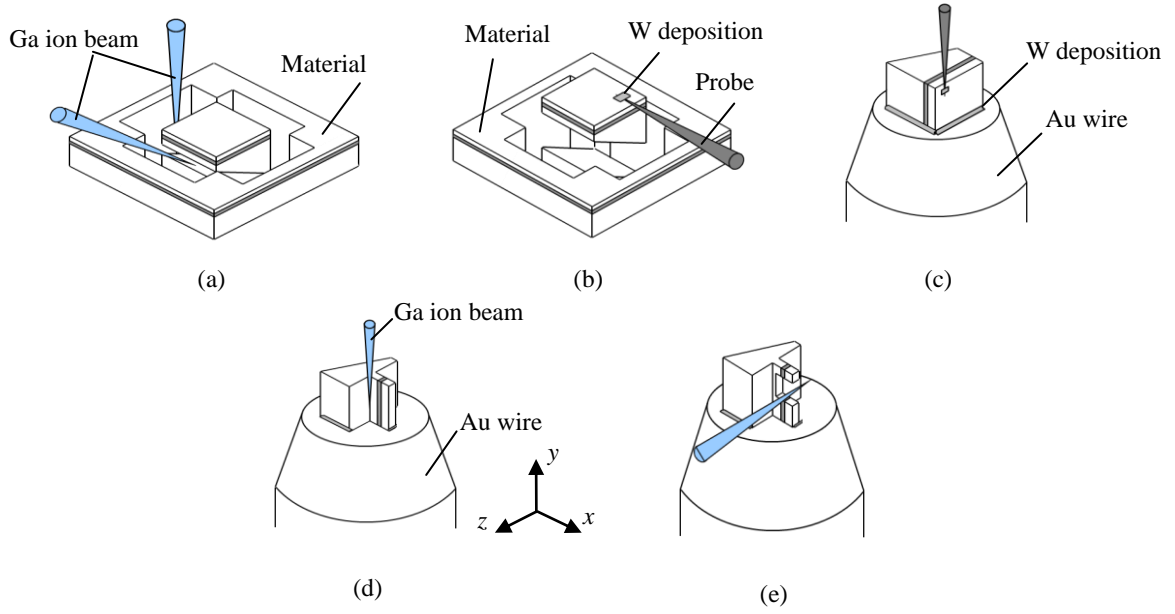 Ga ion beam
Material
Material
W deposition
Probe
W deposition
Au wire
(a)
(b)
(c)
Ga ion beam
Au wire
y
z
x
(d)
(e)